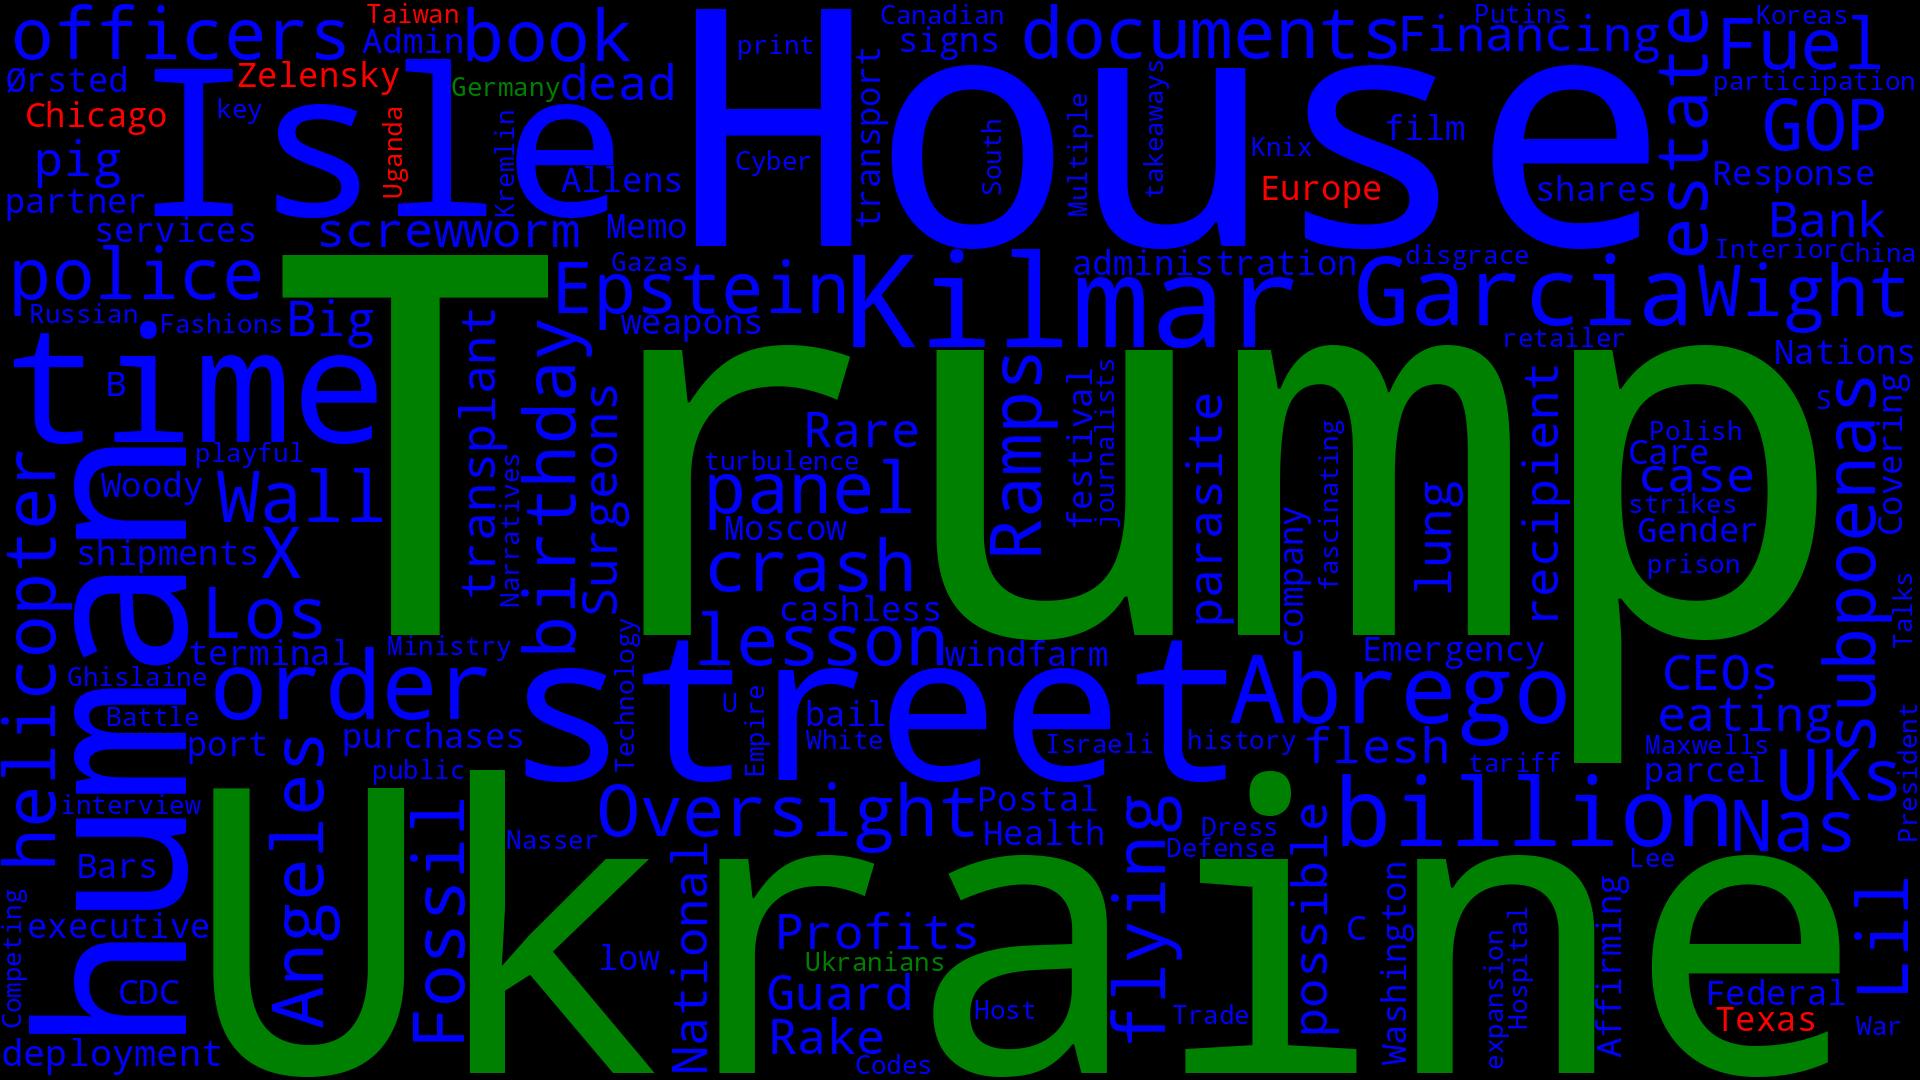 officers
Taiwan
Admin
book
House
print
Canadian
signs
documents
Financing
Putins
estate
Fuel
Koreas
Ørsted
Isle
Zelensky
Germany
dead
transport
participation
Chicago
key
Uganda
Kremlin
Cyber
South
Multiple
takeaways
Knix
film
GOP
pig
Allens
Europe
shares
Response
partner
services
screwworm
Memo
Bank
Interior
China
police
Trump
Epstein
Gazas
weapons
Kilmar
administration
disgrace
Garcia
Wight
Russian
Fashions
Big
retailer
Nations
time
B
transplant
birthday
Surgeons
Rare
Ramps
festival
journalists
parasite
fascinating
recipient
Polish
Care
case
strikes
Gender
prison
S
subpoenas
Covering
playful
Woody
Wall
Narratives
turbulence
panel
Moscow
crash
lung
company
helicopter
human
shipments
X
Los
cashless
lesson
windfarm
Talks
terminal
Ministry
Technology
Emergency
Ghislaine
order
street
Abrego
CEOs
Battle
port
purchases
U
Empire
bail
White
Israeli
history
flesh
eating
Maxwells
parcel
UKs
President
public
tariff
interview
Angeles
Fossil
Oversight
Postal
Health
Nasser
flying
Dress
Defense
possible
billion
Nas
Lee
Bars
Ukraine
National
Competing
executive
low
Profits
Ukranians
C
Washington
Affirming
Lil
CDC
Guard
Host
Trade
expansion
Hospital
Federal
Texas
War
Rake
Codes
deployment